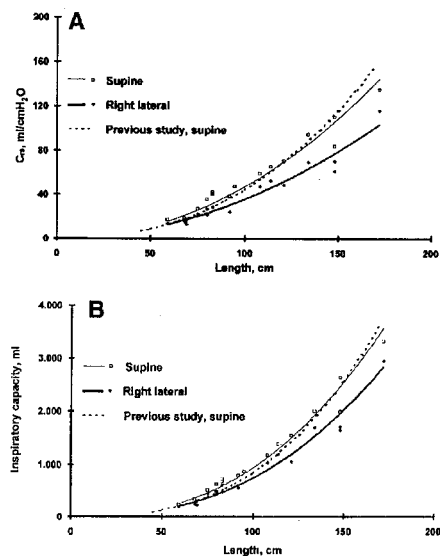 A
200
160
120
80
40
0
Crs, ml/cmH2O
Supine
Right lateral
Previous study, supine
0 50 100 150 200
Length, cm
B
4.000
3.000
2.000
1.000
0
Inspiratory capacity, ml
Supine
Right lateral
Previous study, supine
0 50 100 150 200
Length, cm